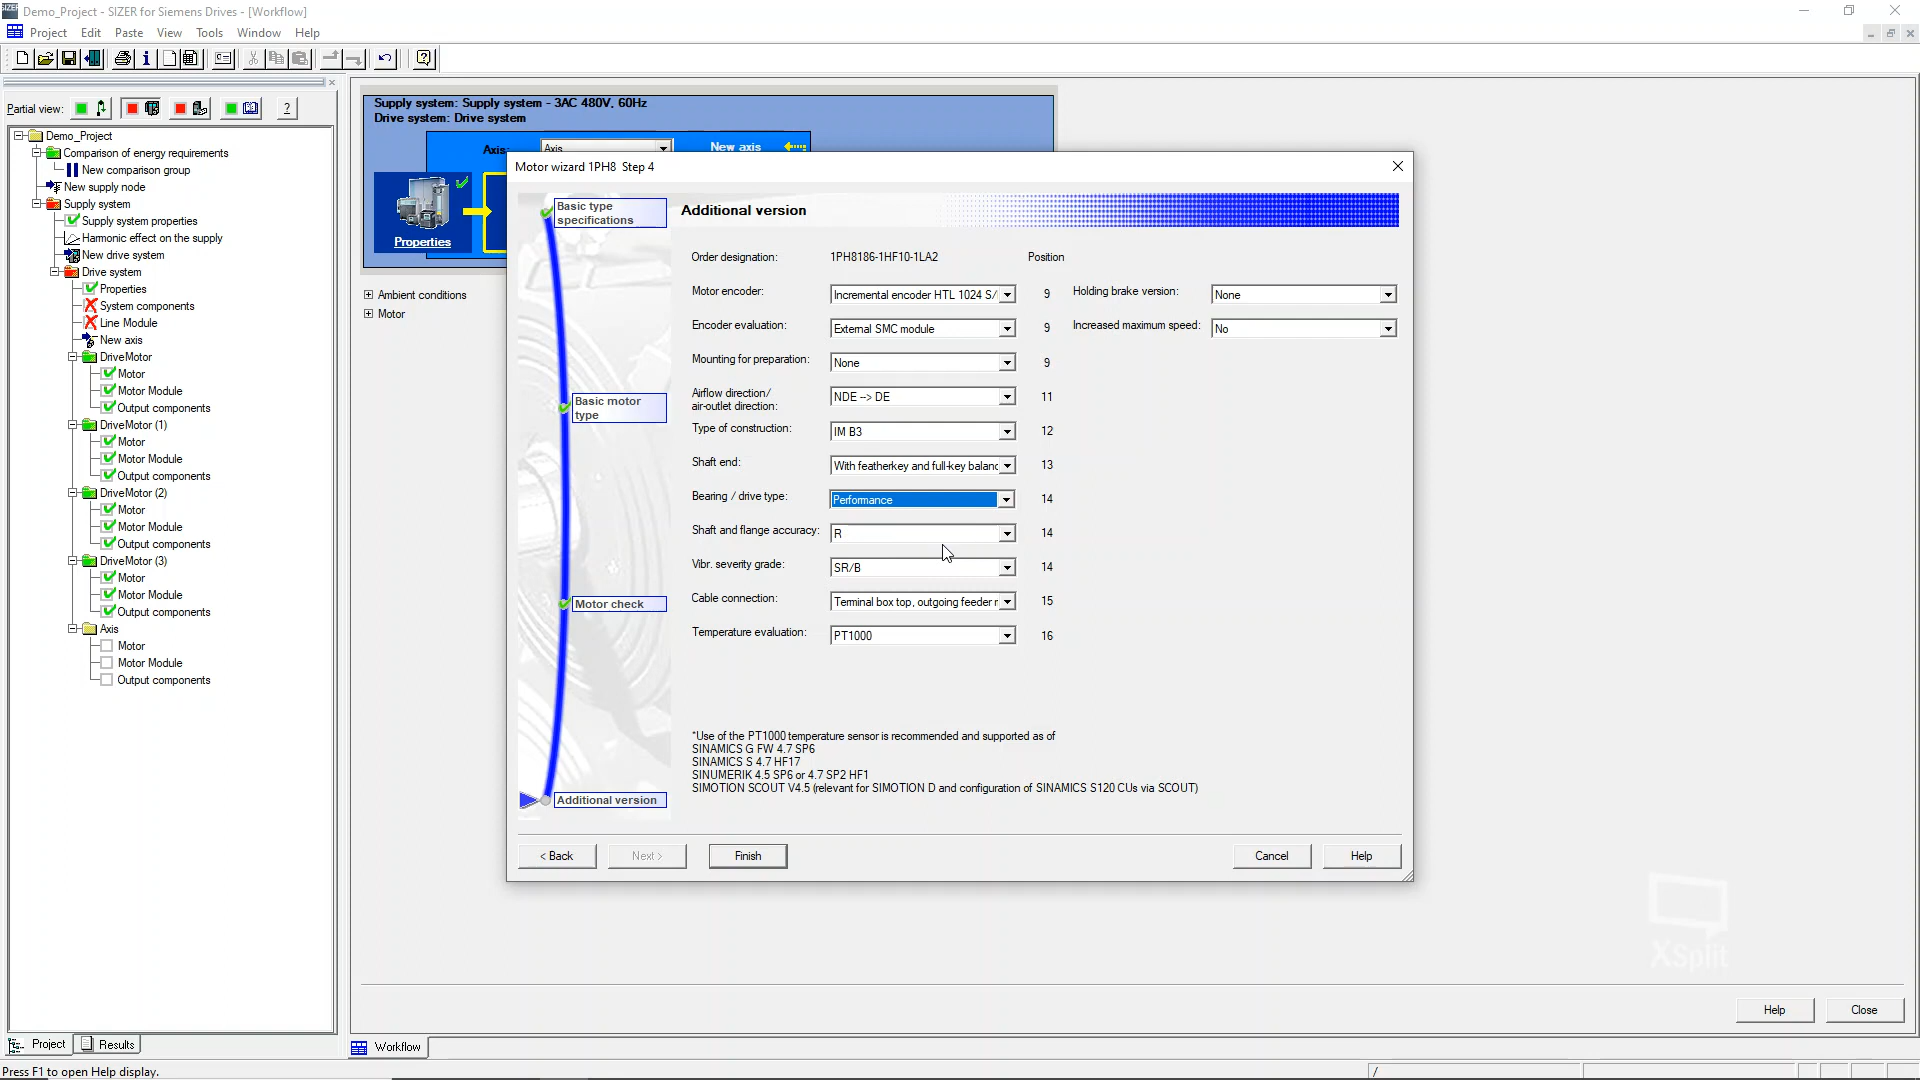 Demo_Project - SIZER for Siemens Drives - [Workflow]
Project Edit Paste View Tools Window Help
Partial view:
?
Demo_Project
Comparison of energy requirements
New comparison group
New supply node
Supply system
Supply system properties
Harmonic effect on the supply
New drive system
Drive system
Properties
System components
Line Module
New axis
DriveMotor
Motor
Motor Module
Output components
DriveMotor (1)
Motor
Motor Module
Output components
DriveMotor (2)
Motor
Motor Module
Output components
DriveMotor (3)
Motor
Motor Module
Output components
Axis
Motor
Motor Module
Output components
Project Results
Supply system: Supply system - 3AC 480V, 60Hz
Drive system: Drive system
Axis: Axis New axis
Properties
Ambient conditions
Motor
Motor wizard 1PH8 Step 4
Basic type
specifications
Basic motor
type
Motor check
Additional version
Additional version
Order designation: 1PH8186-1HF10-1LA2 Position
Motor encoder: Incremental encoder HTL 1024 S/ 9 Holding brake version: None
Encoder evaluation: External SMC module 9 Increased maximum speed: No
Mounting for preparation: None 9
Airflow direction/
air-outlet direction: NDE --> DE 11
Type of construction: IM B3 12
Shaft end: With featherkey and full-key balanc 13
Bearing / drive type: Performance 14
Shaft and flange accuracy: R 14
Vibr. severity grade: SR/B 14
Cable connection: Terminal box top, outgoing feeder r 15
Temperature evaluation: PT1000 16
*Use of the PT1000 temperature sensor is recommended and supported as of
SINAMICS G FW 4.7 SP6
SINAMICS S 4.7 HF17
SINUMERIK 4.5 SP6 or 4.7 SP2 HF1
SIMOTION SCOUT V4.5 (relevant for SIMOTION D and configuration of SINAMICS S120 CUs via SCOUT)
< Back Next > Finish Cancel Help
XSplit
Help Close
Workflow
Press F1 to open Help display. /